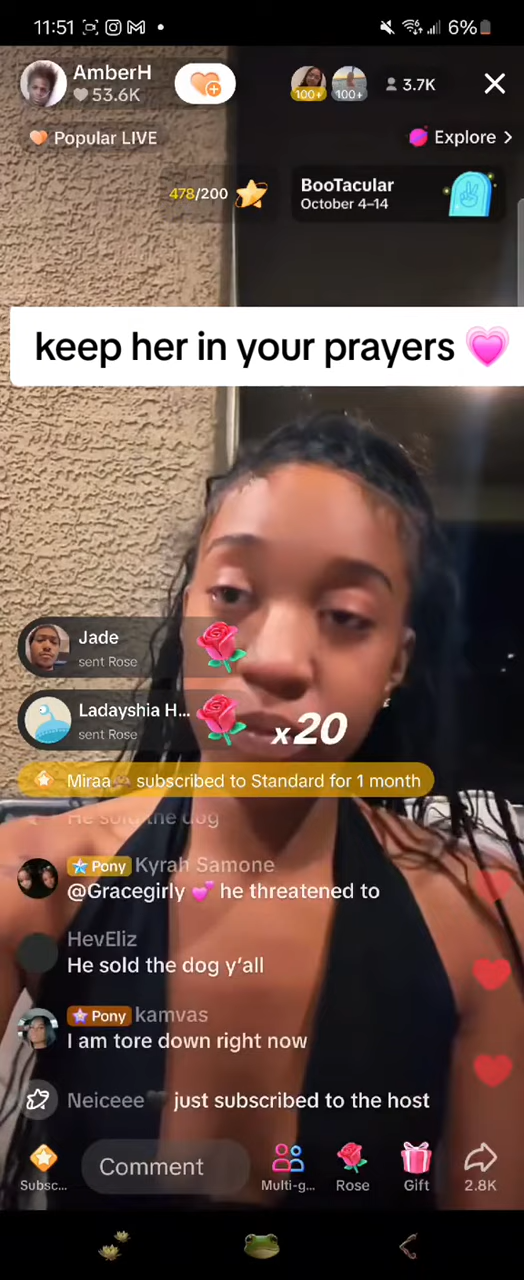 11:51
6%
AmberH
53.6K
100+
100+
3.7K
Popular LIVE
Explore >
478/200
BooTacular
October 4–14
keep her in your prayers 💗
Jade
sent Rose
Ladayshia H...
sent Rose
x20
Miraa🫶🏽 subscribed to Standard for 1 month
He sold the dog
Pony Kyrah Samone
@Gracegirly 💕 he threatened to
HevEliz
He sold the dog y'all
Pony kamvas
I am tore down right now
Neiceee🖤 just subscribed to the host
Subsc...
Comment
Multi-g...
Rose
Gift
2.8K